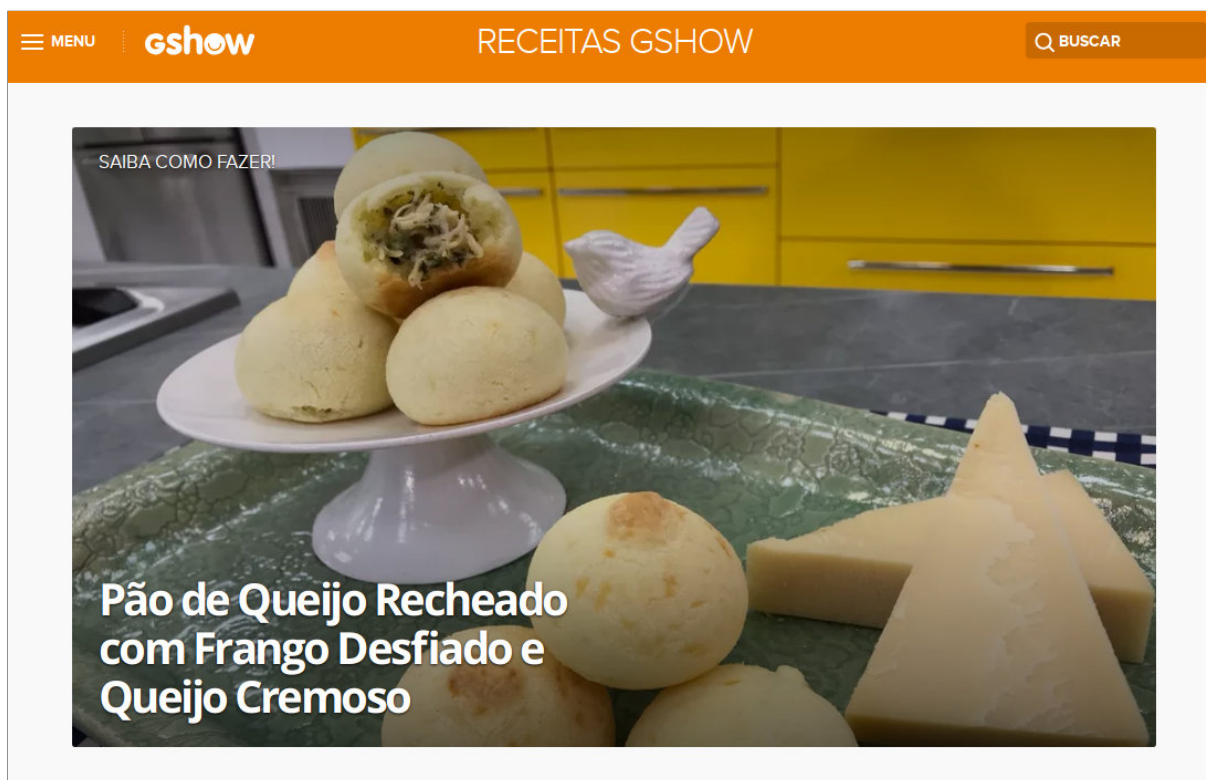 MENU
gshow
RECEITAS GSHOW
BUSCAR
SAIBA COMO FAZER!
Pão de Queijo Recheado
com Frango Desfiado e
Queijo Cremoso